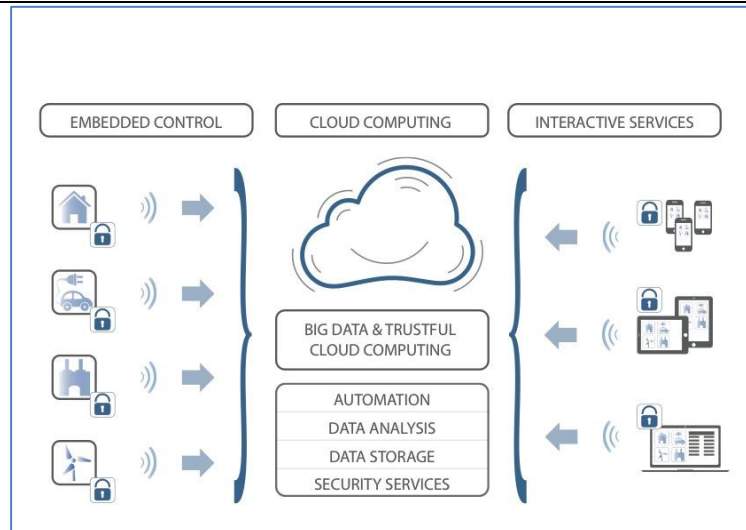 EMBEDDED CONTROL
CLOUD COMPUTING
INTERACTIVE SERVICES
BIG DATA & TRUSTFUL
CLOUD COMPUTING
AUTOMATION
DATA ANALYSIS
DATA STORAGE
SECURITY SERVICES